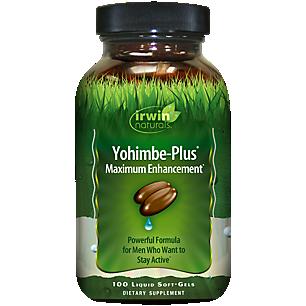 irwin
naturals®
Yohimbe-Plus®
Maximum Enhancement*
Powerful Formula
for Men Who Want to
Stay Active*
100 Liquid Soft-Gels
Dietary Supplement